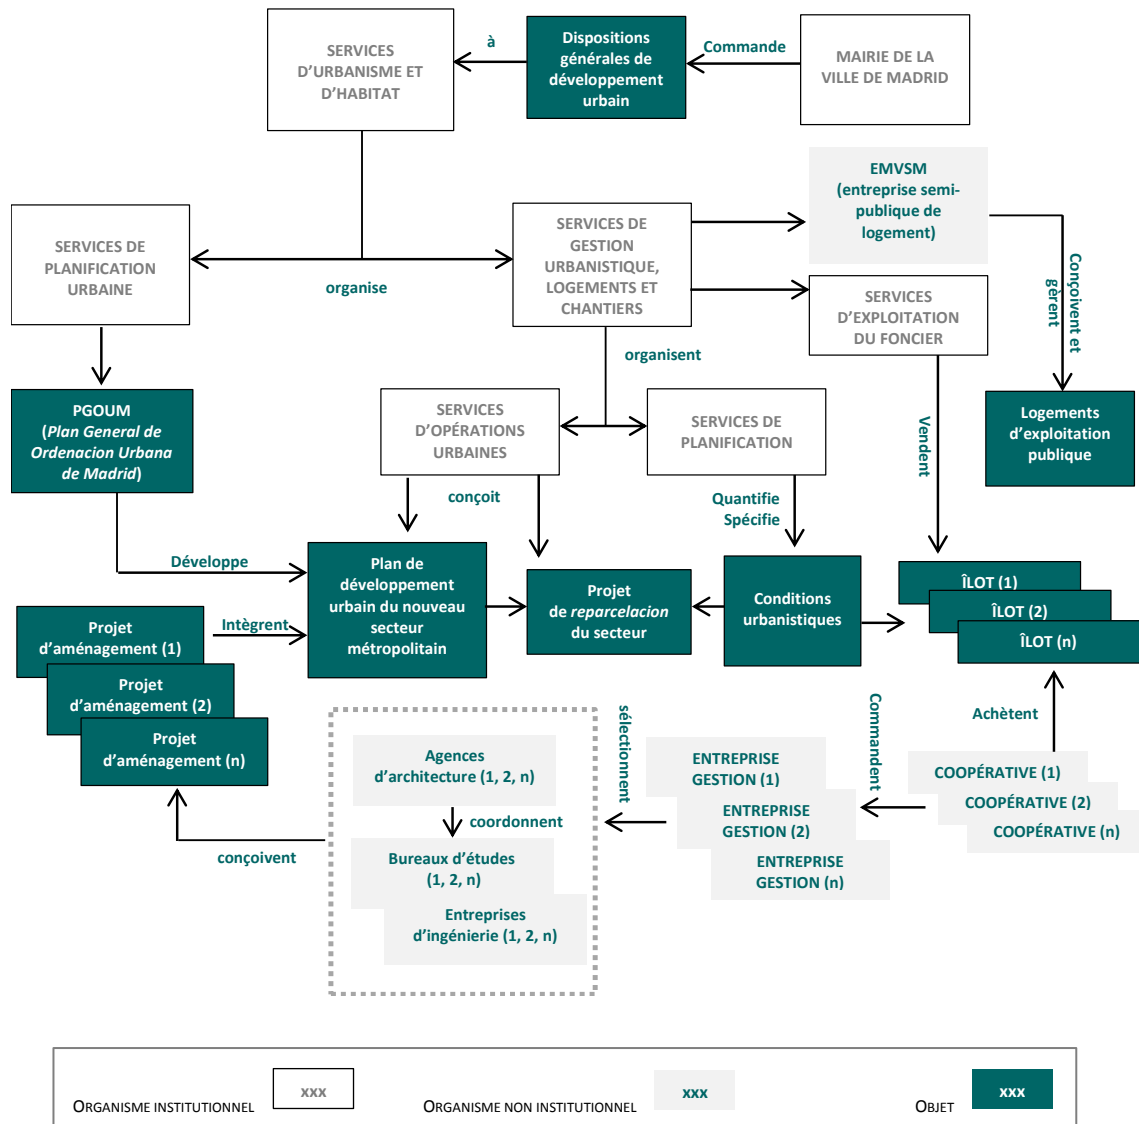 SERVICES
D'URBANISME ET
D'HABITAT
à
Dispositions
générales de
développement
urbain
Commande
MAIRIE DE LA
VILLE DE MADRID
EMVSM
(entreprise semi-
publique de
logement)
SERVICES DE
PLANIFICATION
URBAINE
organise
SERVICES DE
GESTION
URBANISTIQUE,
LOGEMENTS ET
CHANTIERS
SERVICES
D'EXPLOITATION
DU FONCIER
Conçoivent et
gèrent
organisent
PGOUM
(Plan General de
Ordenacion Urbana
de Madrid)
SERVICES
D'OPÉRATIONS
URBAINES
SERVICES DE
PLANIFICATION
Vendent
Logements
d'exploitation
publique
conçoit
Quantifie
Spécifie
Développe
Plan de
développement
urbain du nouveau
secteur
métropolitain
Projet
de reparcelacion
du secteur
Conditions
urbanistiques
ÎLOT (1)
ÎLOT (2)
ÎLOT (n)
Intègrent
Projet
d'aménagement (1)
Projet
d'aménagement (2)
Projet
d'aménagement (n)
sélectionnent
Commandent
Achètent
Agences
d'architecture (1, 2, n)
coordonnent
Bureaux d'études
(1, 2, n)
Entreprises
d'ingénierie (1, 2, n)
conçoivent
ENTREPRISE
GESTION (1)
ENTREPRISE
GESTION (2)
ENTREPRISE
GESTION (n)
COOPÉRATIVE (1)
COOPÉRATIVE (2)
COOPÉRATIVE (n)
ORGANISME INSTITUTIONNEL xxx
ORGANISME NON INSTITUTIONNEL xxx
OBJET xxx